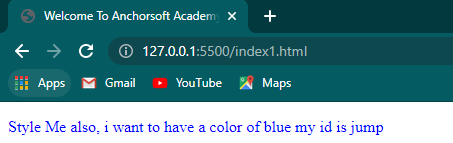 Welcome To Anchorsoft Academy
127.0.0.1:5500/index1.html
Apps Gmail YouTube Maps
Style Me also, i want to have a color of blue my id is jump